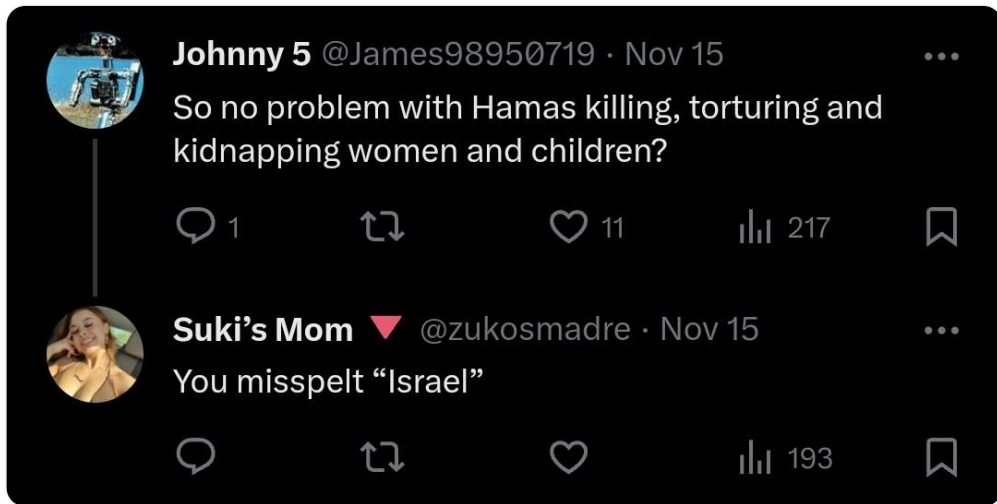 Johnny 5 @James98950719 · Nov 15
So no problem with Hamas killing, torturing and
kidnapping women and children?
1 11 217
Suki’s Mom 🔻 @zukosmadre · Nov 15
You misspelt “Israel”
193